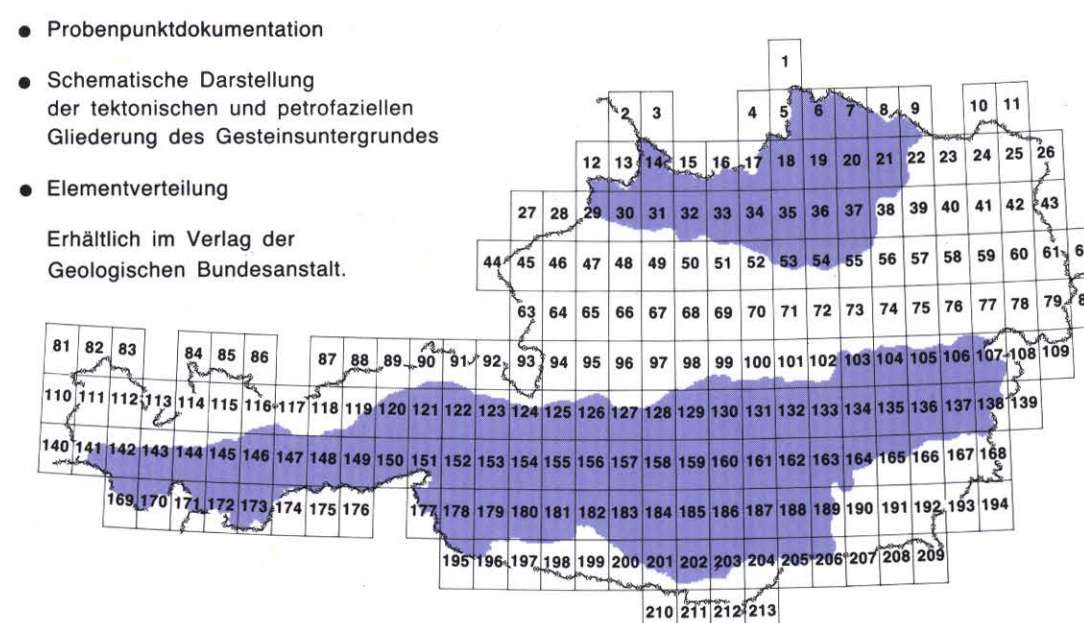 ● Probenpunktdokumentation
● Schematische Darstellung
der tektonischen und petrofaziellen
Gliederung des Gesteinsuntergrundes
● Elementverteilung
Erhältlich im Verlag der
Geologischen Bundesanstalt.
1
2 3 4 5 6 7 8 9 10 11
12 13 14 15 16 17 18 19 20 21 22 23 24 25 26
27 28 29 30 31 32 33 34 35 36 37 38 39 40 41 42 43
44 45 46 47 48 49 50 51 52 53 54 55 56 57 58 59 60 61
63 64 65 66 67 68 69 70 71 72 73 74 75 76 77 78 79
81 82 83 84 85 86 87 88 89 90 91 92 93 94 95 96 97 98 99 100 101 102 103 104 105 106 107 108 109
110 111 112 113 114 115 116 117 118 119 120 121 122 123 124 125 126 127 128 129 130 131 132 133 134 135 136 137 138 139
140 141 142 143 144 145 146 147 148 149 150 151 152 153 154 155 156 157 158 159 160 161 162 163 164 165 166 167 168
169 170 171 172 173 174 175 176 177 178 179 180 181 182 183 184 185 186 187 188 189 190 191 192 193 194
195 196 197 198 199 200 201 202 203 204 205 206 207 208 209
210 211 212 213